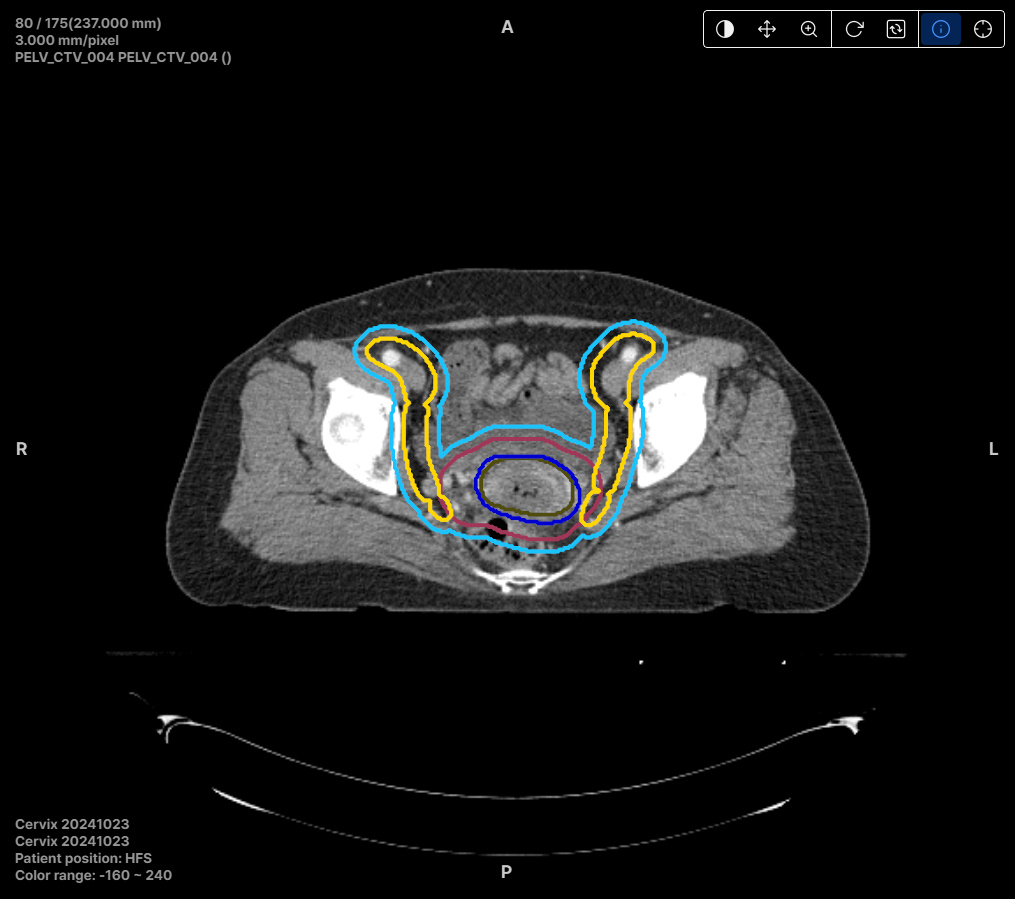 80 / 175(237.000 mm)
3.000 mm/pixel
PELV_CTV_004 PELV_CTV_004 ()
A
R
L
Cervix 20241023
Cervix 20241023
Patient position: HFS
Color range: -160 ~ 240
P